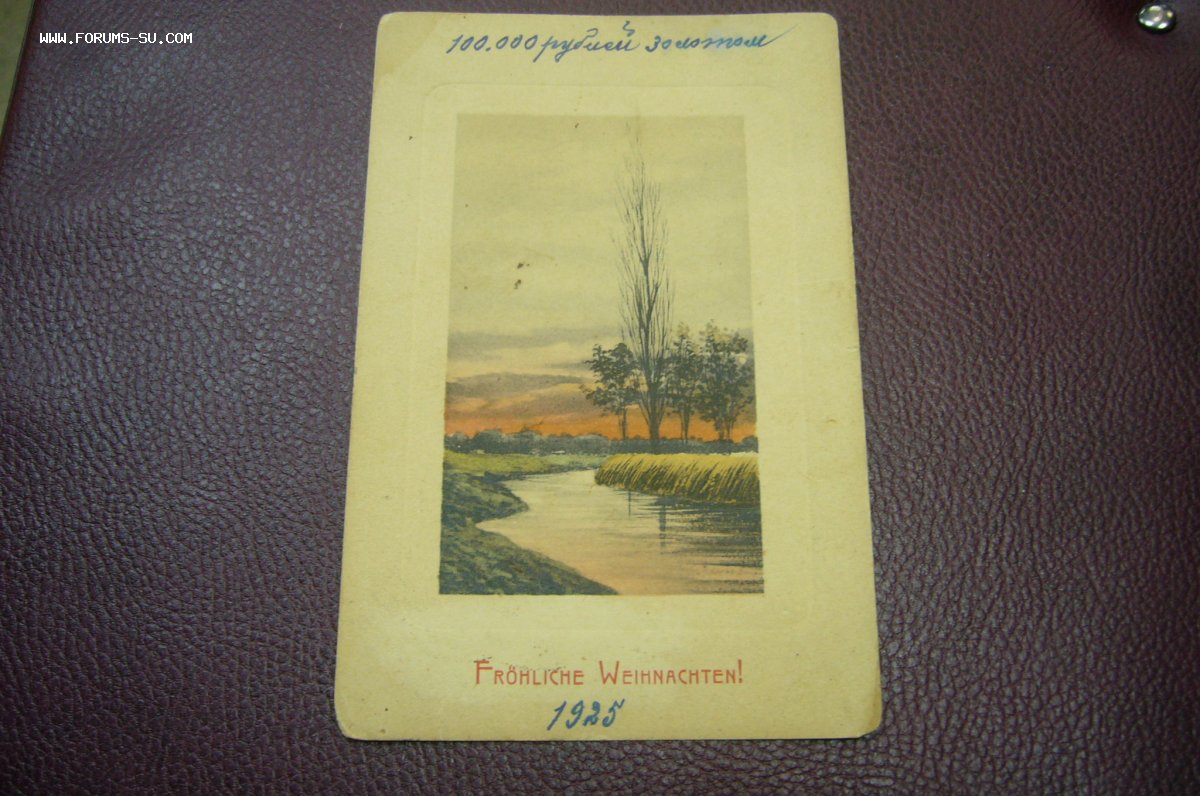 WWW.FORUMS-SU.COM
100.000 рублей золотом
FRÖHLICHE WEIHNACHTEN!
1925